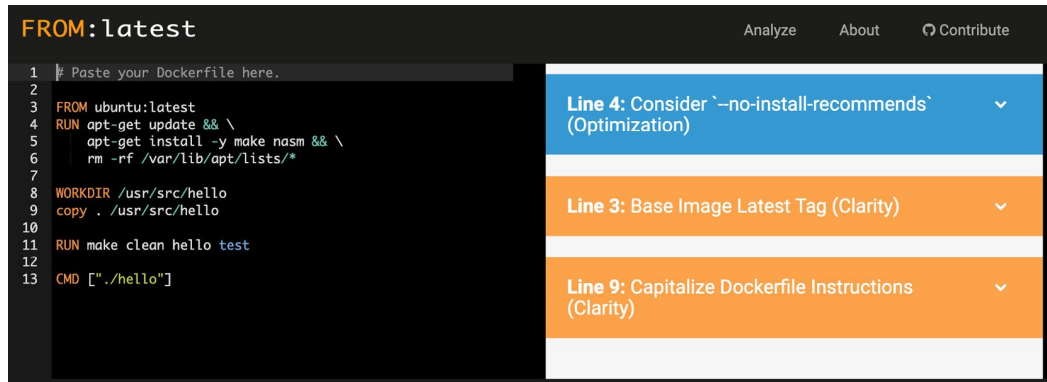 FROM:latest
Analyze About Contribute
1 # Paste your Dockerfile here.
2
3 FROM ubuntu:latest
4 RUN apt-get update && \
5 apt-get install -y make nasm && \
6 rm -rf /var/lib/apt/lists/*
7
8 WORKDIR /usr/src/hello
9 copy . /usr/src/hello
10
11 RUN make clean hello test
12
13 CMD ["./hello"]
Line 4: Consider `--no-install-recommends`
(Optimization)
Line 3: Base Image Latest Tag (Clarity)
Line 9: Capitalize Dockerfile Instructions
(Clarity)